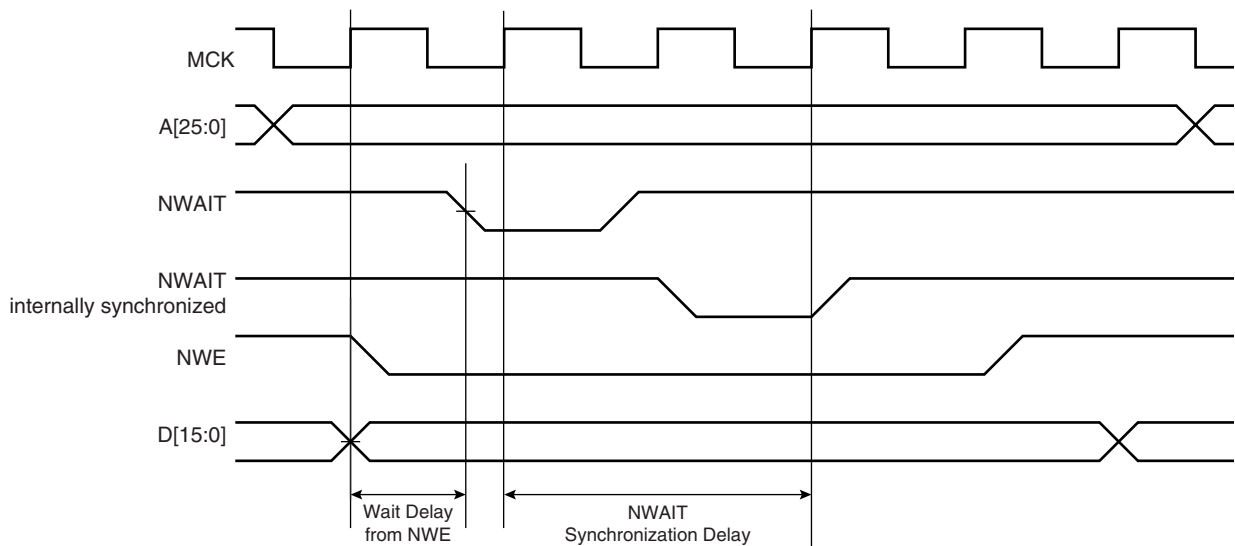 MCK
A[25:0]
NWAIT
NWAIT
internally synchronized
NWE
D[15:0]
Wait Delay
from NWE
NWAIT
Synchronization Delay